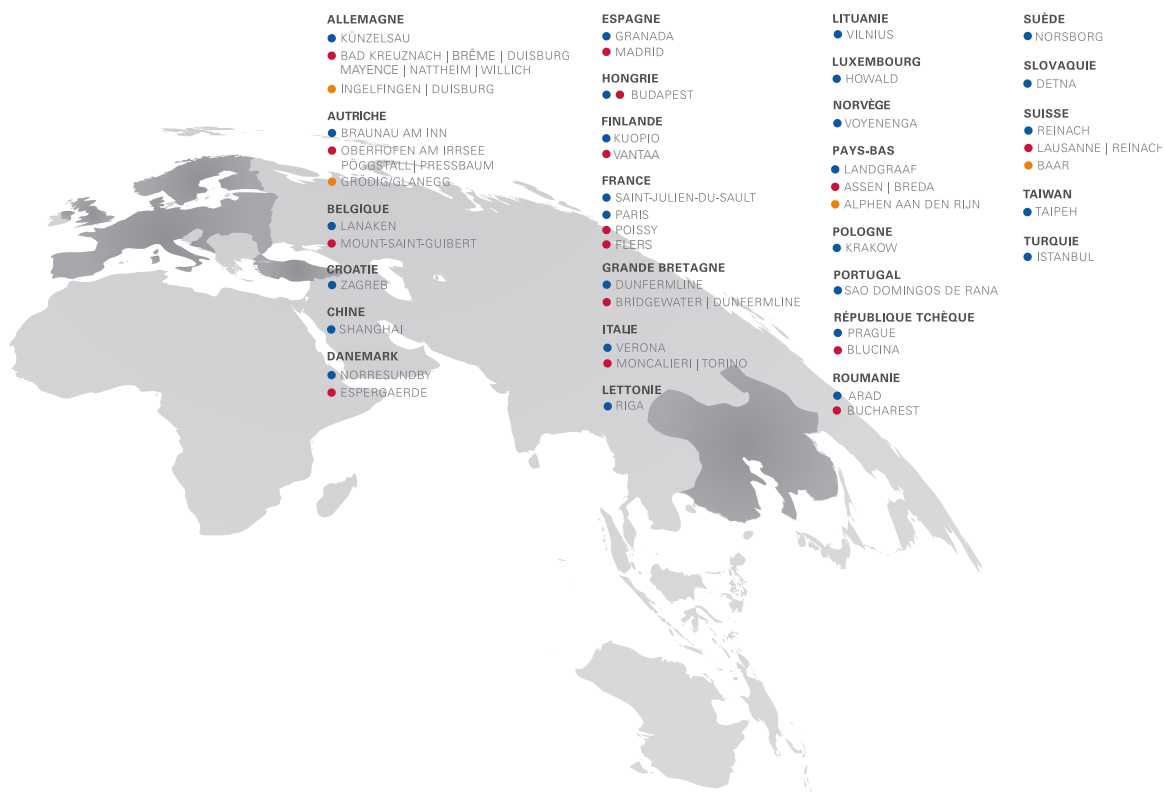 ALLEMAGNE
KÜNZELSAU
BAD KREUZNACH | BRÊME | DUISBURG
MAYENCE | NATTHEIM | WILLICH
INGELFINGEN | DUISBURG
AUTRICHE
BRAUNAU AM INN
OBERHOFEN AM IRRSEE
PÖGGSTALL | PRESSBAUM
GRÖDIG/GLANEGG
BELGIQUE
LANAKEN
MOUNT-SAINT-GUIBERT
CROATIE
ZAGREB
CHINE
SHANGHAI
DANEMARK
NORRESUNDBY
ESPERGAERDE
ESPAGNE
GRANADA
MADRID
HONGRIE
BUDAPEST
FINLANDE
KUOPIO
VANTAA
FRANCE
SAINT-JULIEN-DU-SAULT
PARIS
POISSY
FLERS
GRANDE BRETAGNE
DUNFERMLINE
BRIDGEWATER | DUNFERMLINE
ITALIE
VERONA
MONCALIERI | TORINO
LETTONIE
RIGA
LITUANIE
VILNIUS
LUXEMBOURG
HOWALD
NORVÈGE
VOYENENGA
PAYS-BAS
LANDGRAAF
ASSEN | BREDA
ALPHEN AAN DEN RIJN
POLOGNE
KRAKOW
PORTUGAL
SAO DOMINGOS DE RANA
RÉPUBLIQUE TCHÈQUE
PRAGUE
BLUCINA
ROUMANIE
ARAD
BUCHAREST
SUÈDE
NORSBORG
SLOVAQUIE
DETNA
SUISSE
REINACH
LAUSANNE | REINACH
BAAR
TAÏWAN
TAIPEH
TURQUIE
ISTANBUL